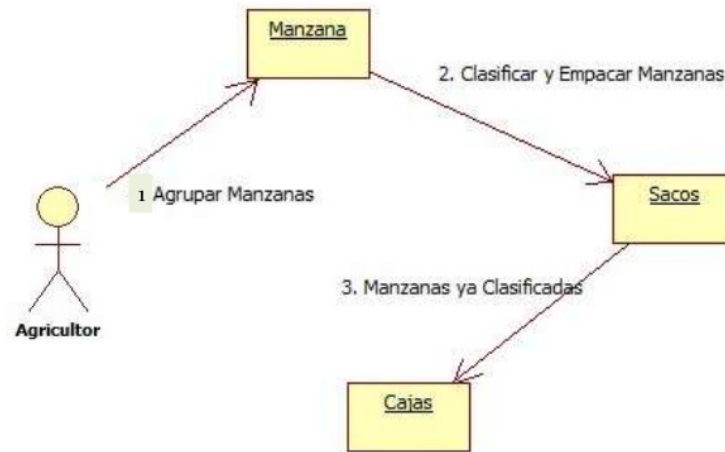 Manzana
2. Clasificar y Empacar Manzanas
1 Agrupar Manzanas
Sacos
3. Manzanas ya Clasificadas
Agricultor
Cajas